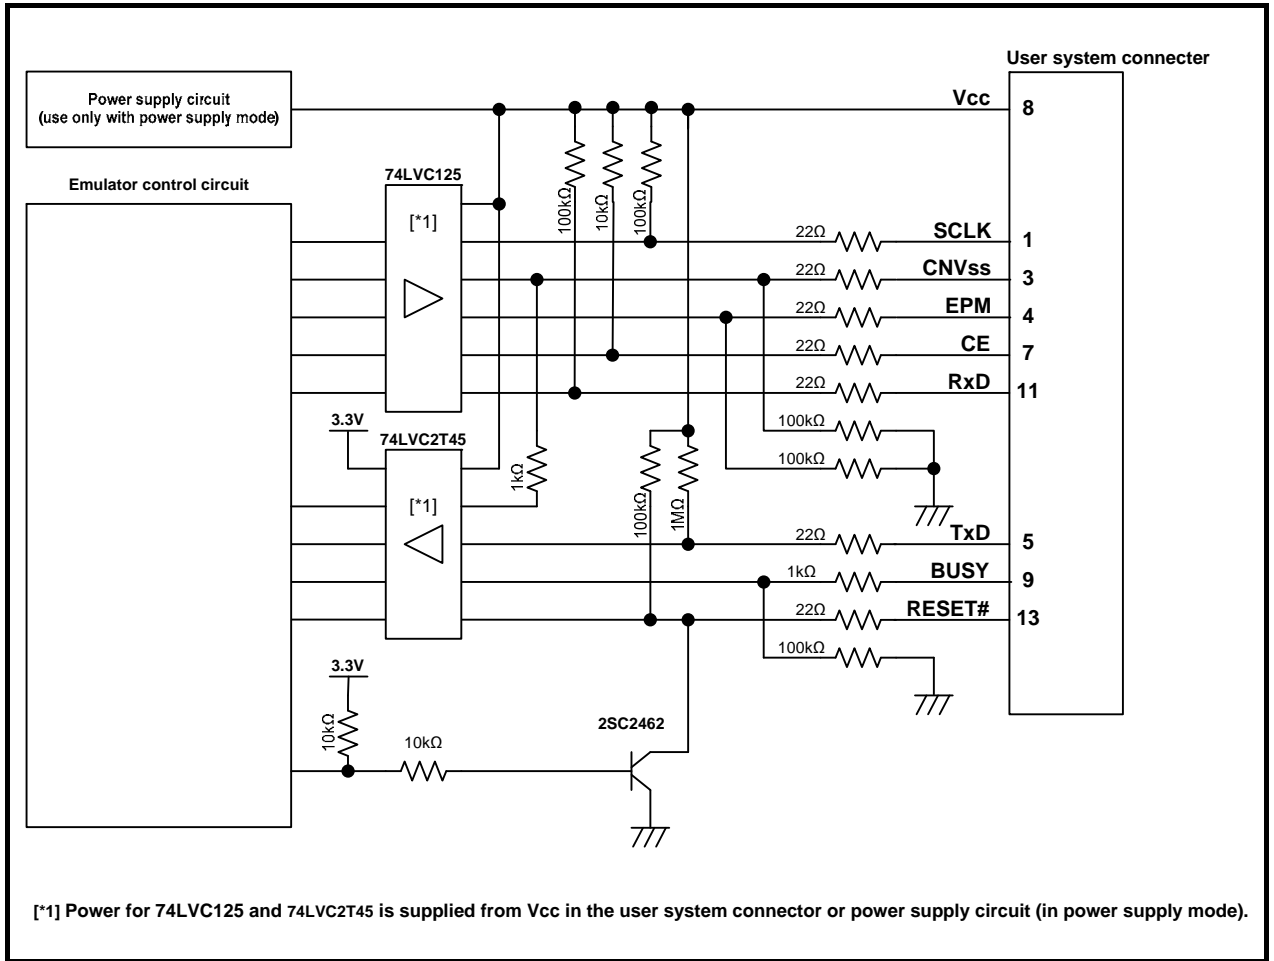 User system connecter
Power supply circuit
(use only with power supply mode)
Vcc
8
Emulator control circuit
74LVC125
[*1]
100kΩ
10kΩ
100kΩ
22Ω
SCLK
1
22Ω
CNVss
3
22Ω
EPM
4
22Ω
CE
7
22Ω
RxD
11
3.3V
100kΩ
74LVC2T45
100kΩ
1kΩ
[*1]
100kΩ
1MΩ
22Ω
TxD
5
1kΩ
BUSY
9
22Ω
RESET#
13
100kΩ
3.3V
10kΩ
10kΩ
2SC2462
[*1] Power for 74LVC125 and 74LVC2T45 is supplied from Vcc in the user system connector or power supply circuit (in power supply mode).